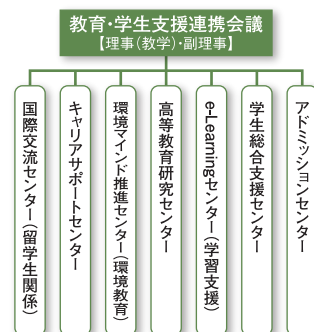 教育・学生支援連携会議
【理事(教学)・副理事】
アドミッションセンター
学生総合支援センター
e-Learningセンター(学習支援)
高等教育研究センター
環境マインド推進センター(環境教育)
キャリアサポートセンター
国際交流センター(留学生関係)